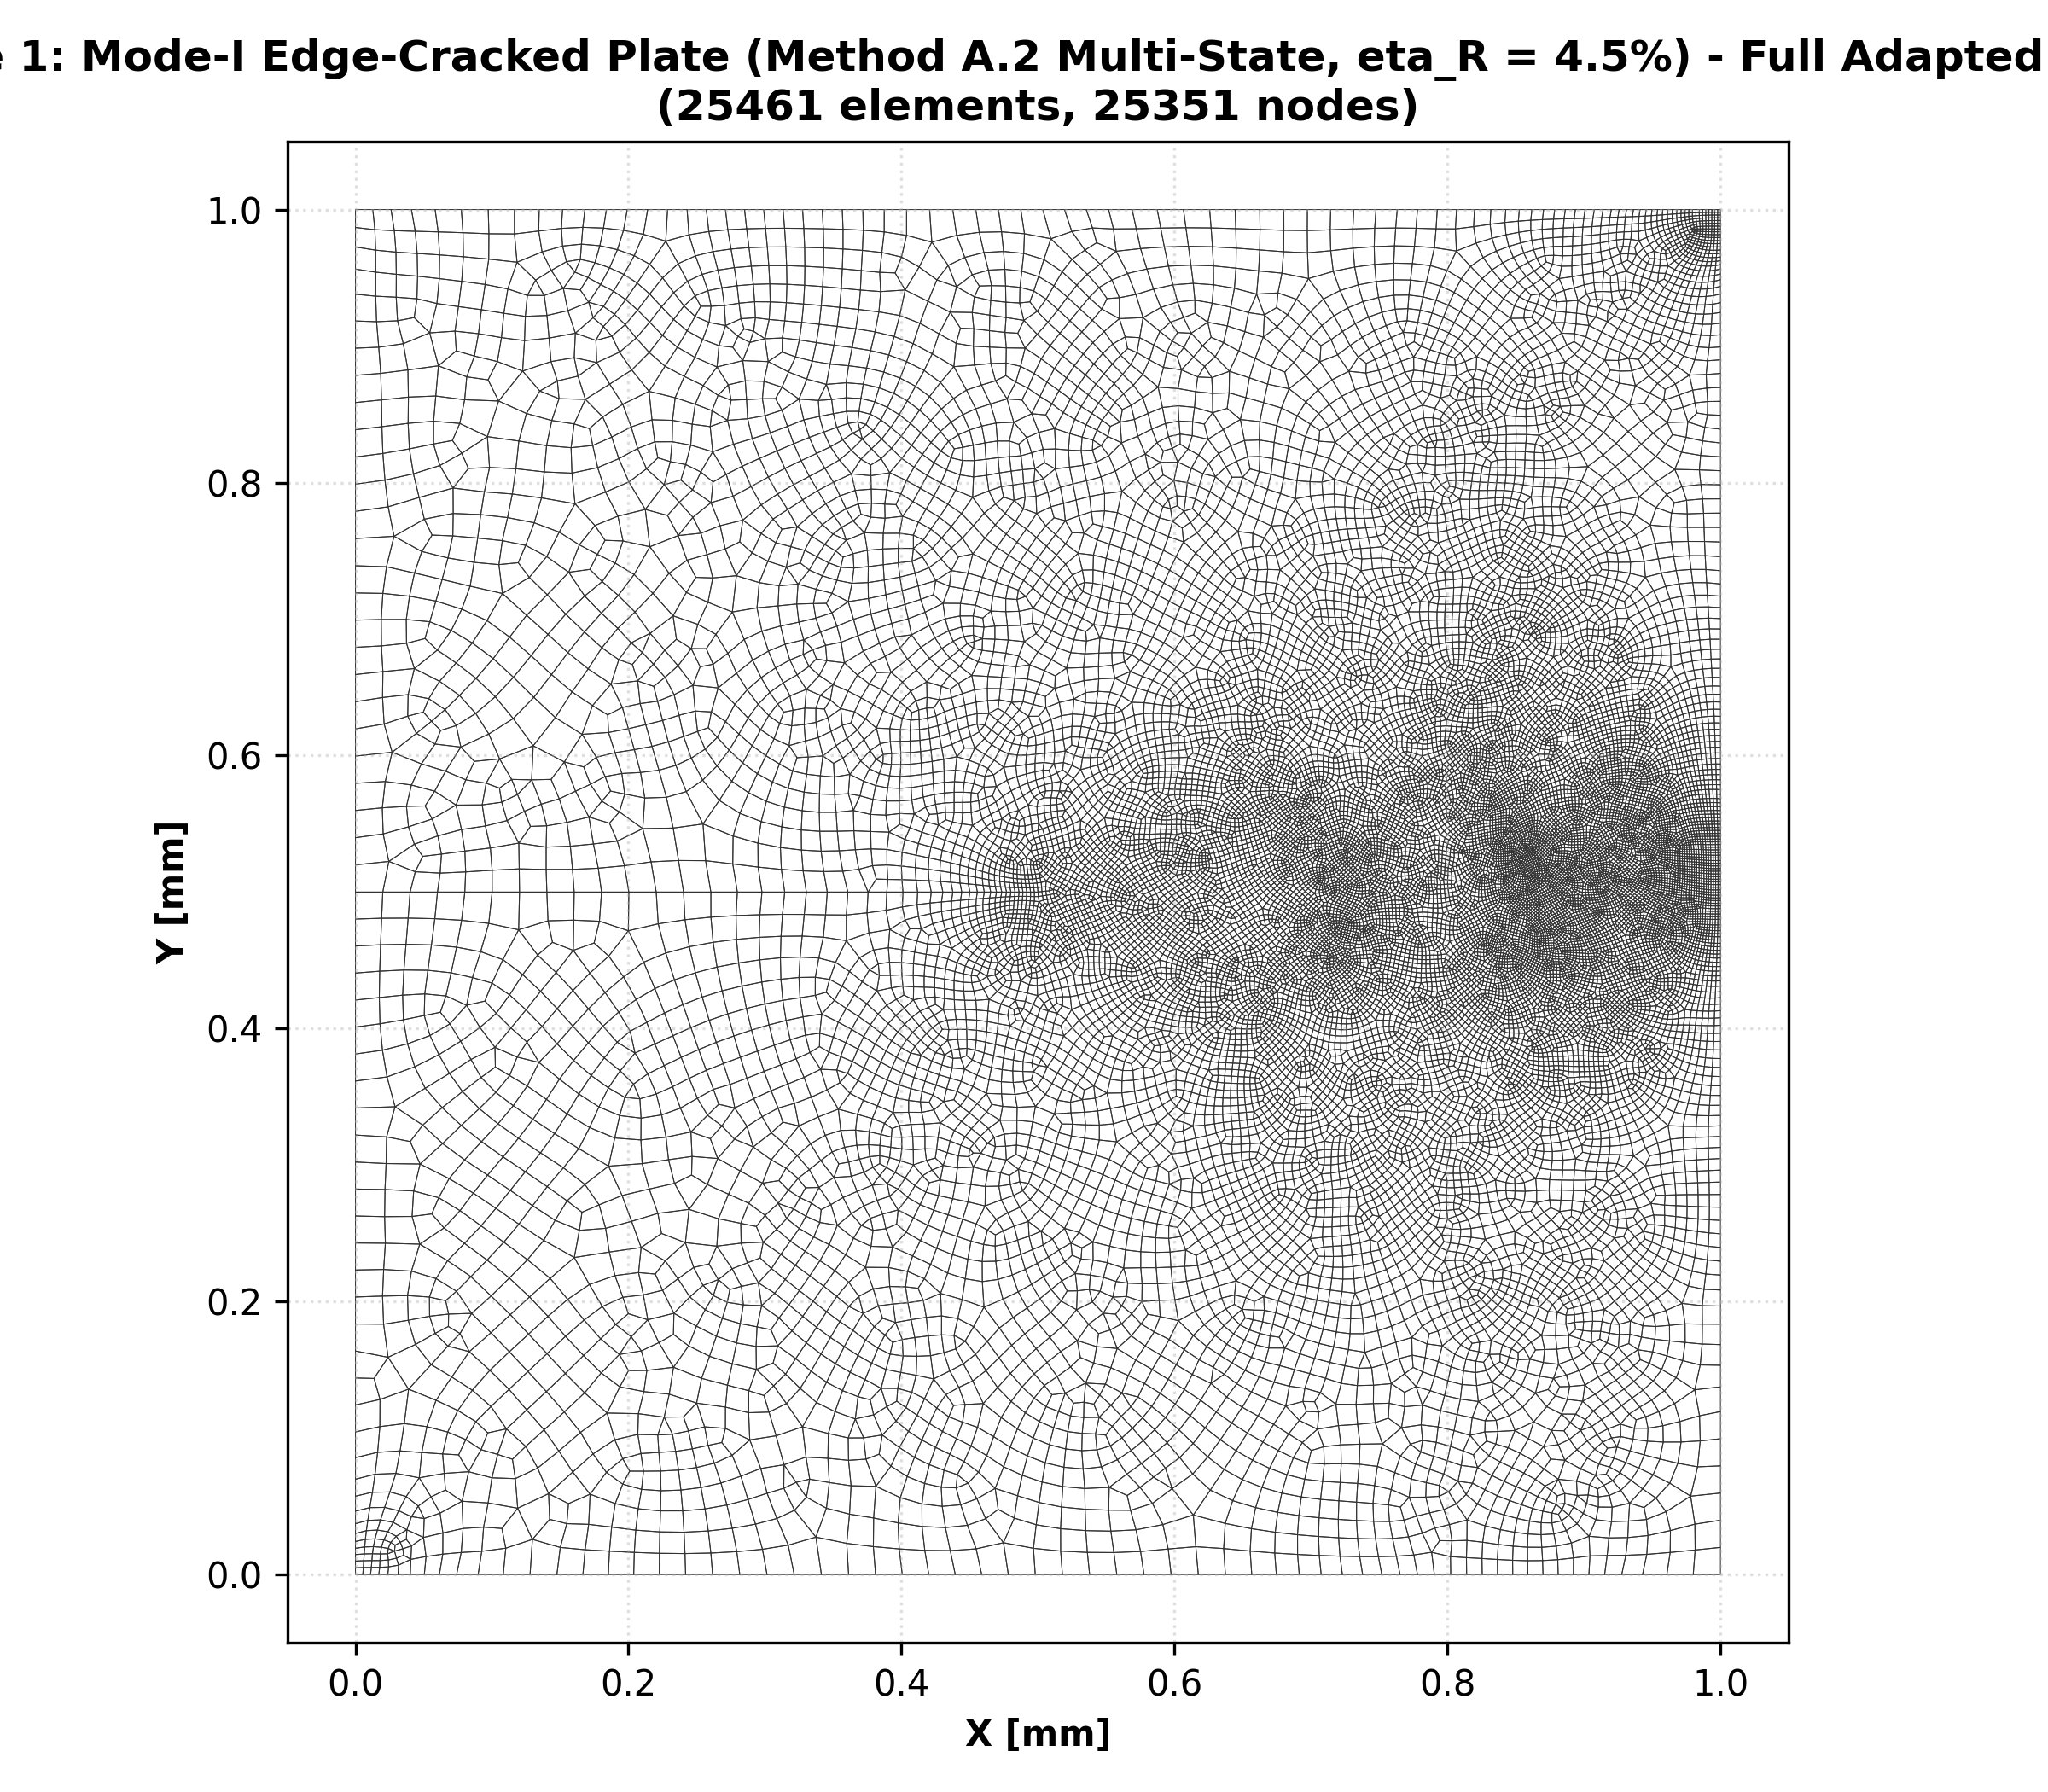 1: Mode-I Edge-Cracked Plate (Method A.2 Multi-State, eta_R = 4.5%) - Full Adapted
(25461 elements, 25351 nodes)
1.0
0.8
0.6
0.4
0.2
0.0
Y [mm]
0.0 0.2 0.4 0.6 0.8 1.0
X [mm]